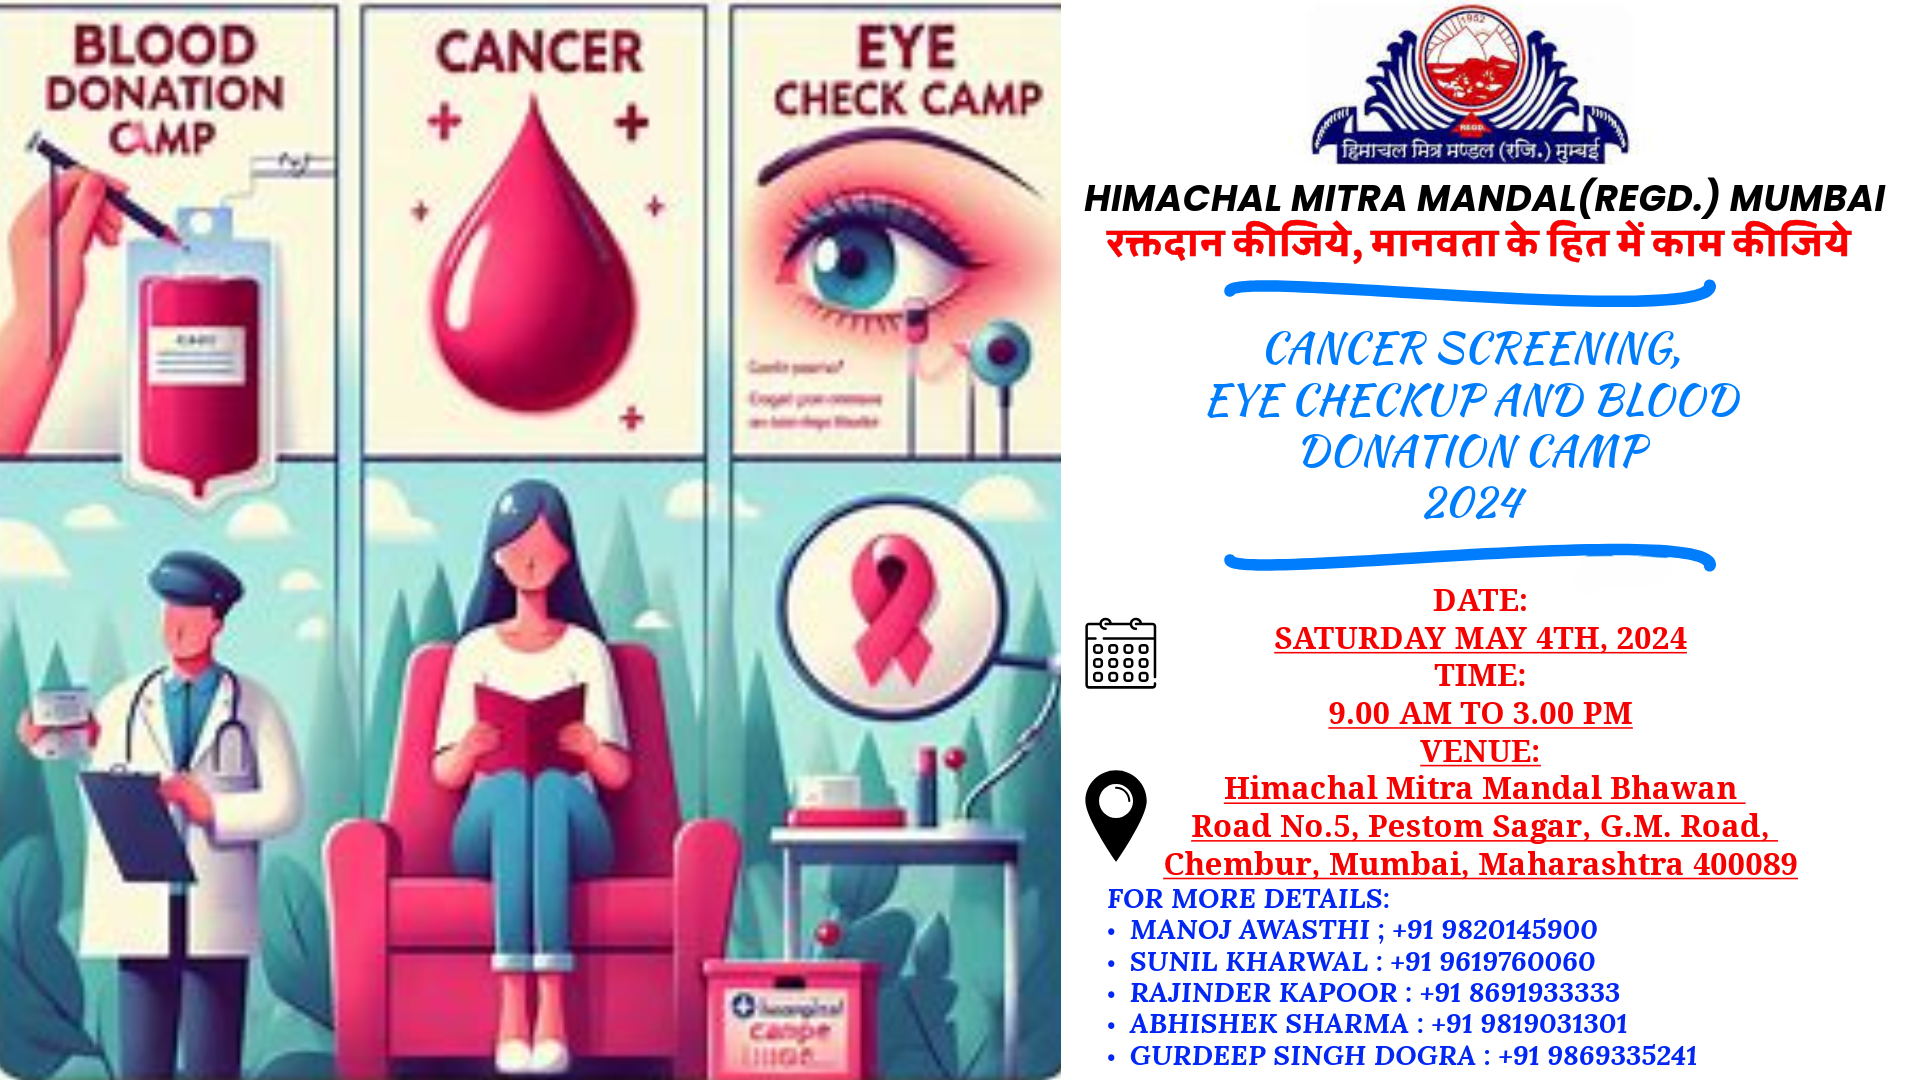 BLOOD
DONATION
CAMP
CANCER
EYE
CHECK CAMP
1952
REGD.
हिमाचल मित्र मण्डल (रजि.) मुम्बई
HIMACHAL MITRA MANDAL(REGD.) MUMBAI
रक्तदान कीजिये, मानवता के हित में काम कीजिये
CANCER SCREENING,
EYE CHECKUP AND BLOOD
DONATION CAMP
2024
DATE:
SATURDAY MAY 4TH, 2024
TIME:
9.00 AM TO 3.00 PM
VENUE:
Himachal Mitra Mandal Bhawan
Road No.5, Pestom Sagar, G.M. Road,
Chembur, Mumbai, Maharashtra 400089
FOR MORE DETAILS:
• MANOJ AWASTHI ; +91 9820145900
• SUNIL KHARWAL : +91 9619760060
• RAJINDER KAPOOR : +91 8691933333
• ABHISHEK SHARMA : +91 9819031301
• GURDEEP SINGH DOGRA : +91 9869335241